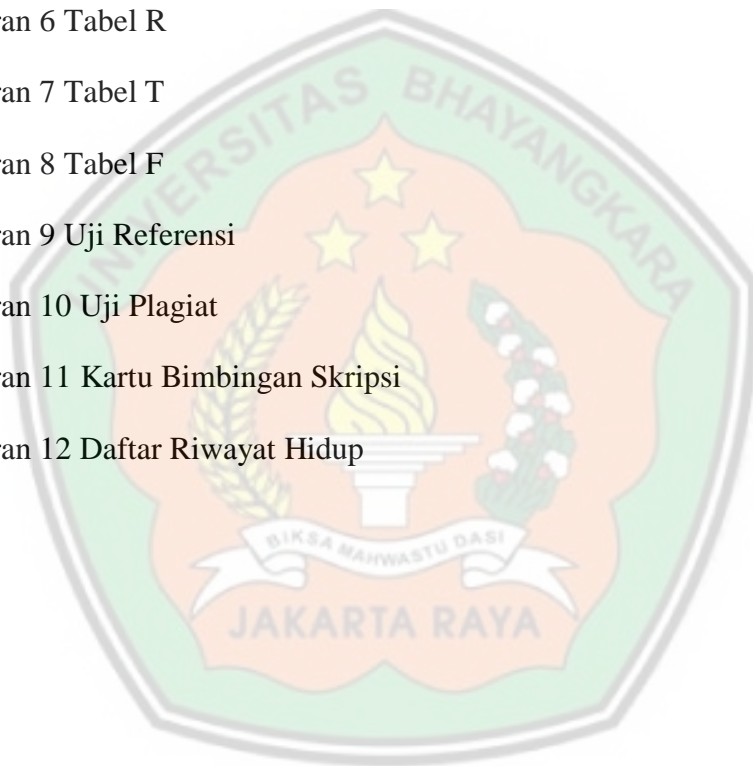 ran 6 Tabel R
ran 7 Tabel T
ran 8 Tabel F
ran 9 Uji Referensi
ran 10 Uji Plagiat
ran 11 Kartu Bimbingan Skripsi
ran 12 Daftar Riwayat Hidup
UNIVERSITAS BHAYANGKARA
BIKSA MAHWASTU DASI
JAKARTA RAYA